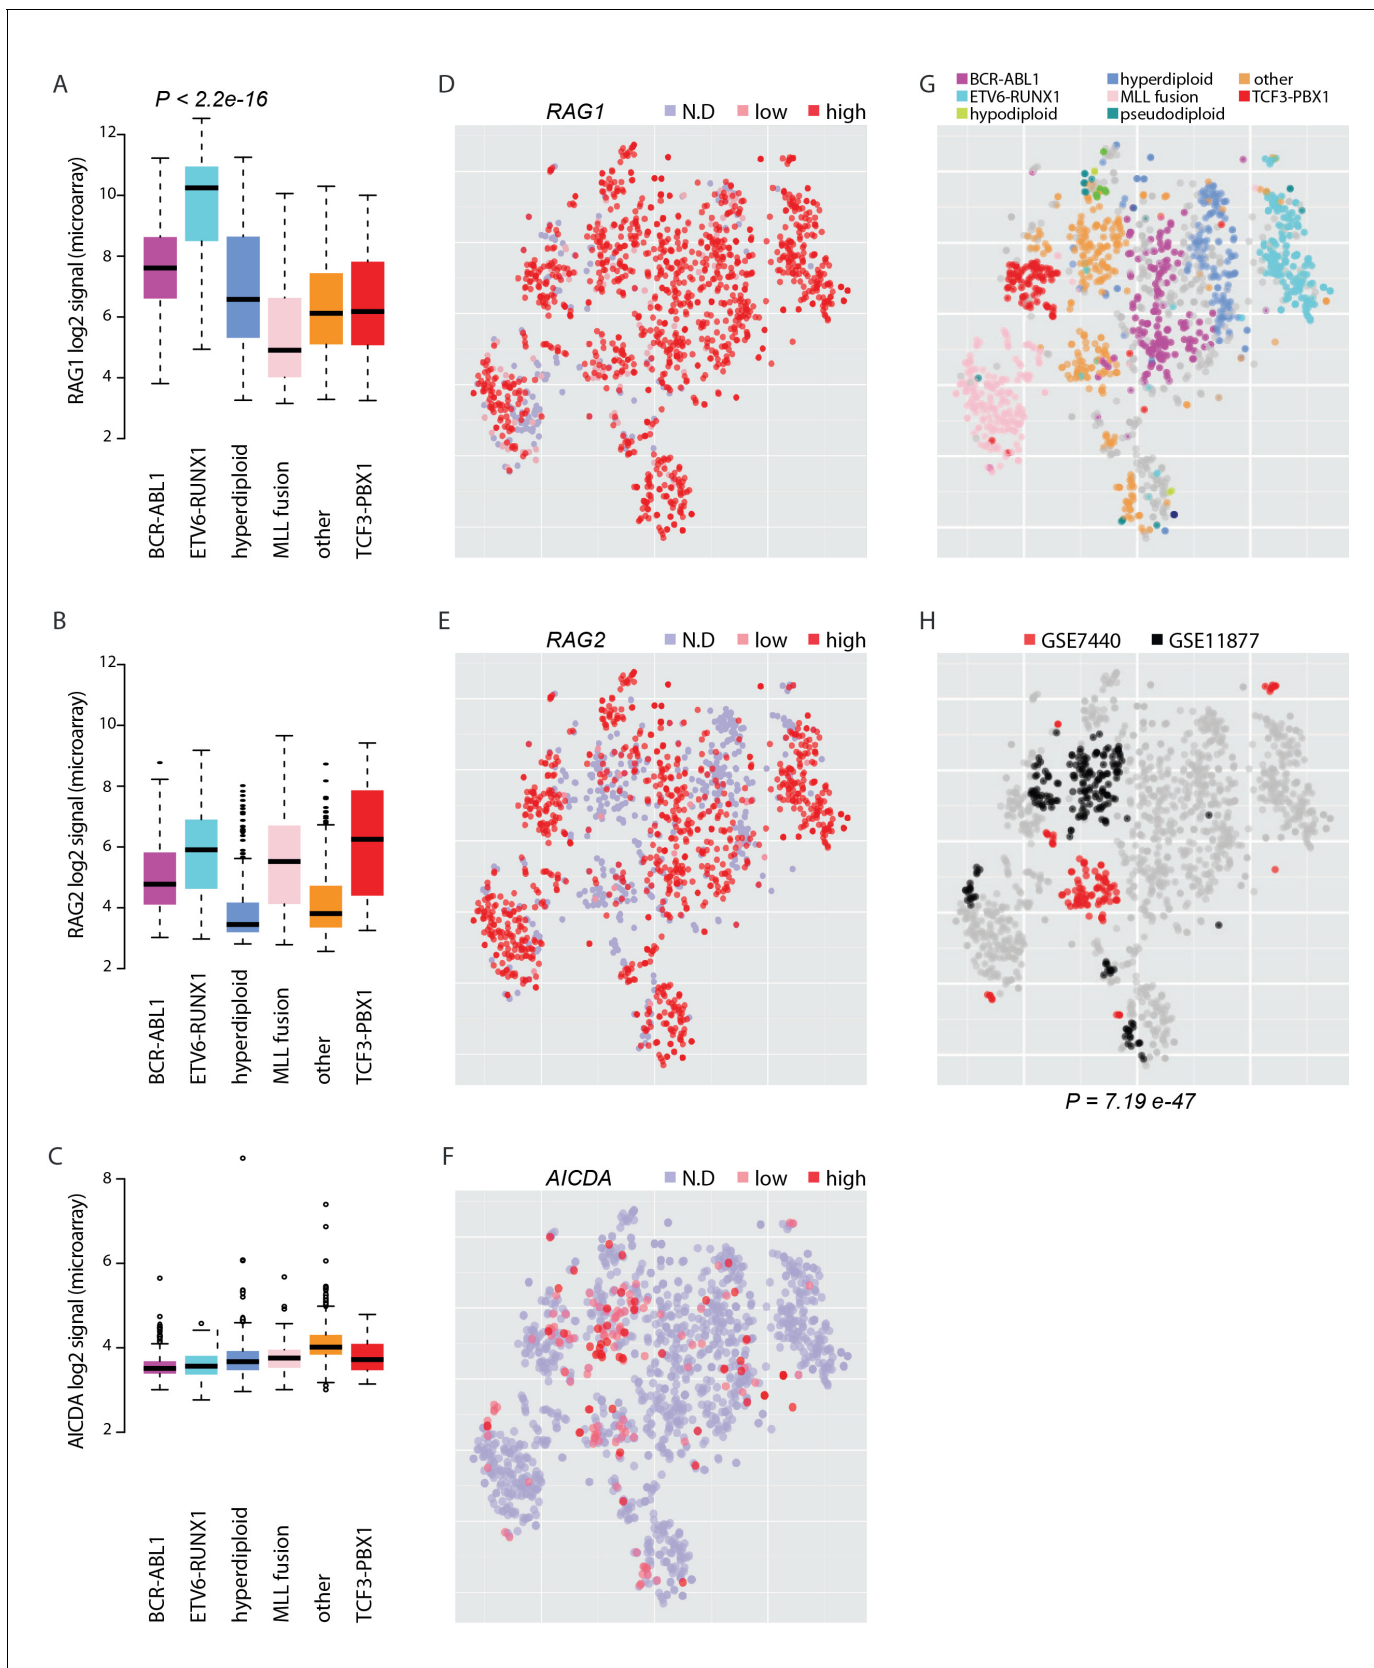 A
P < 2.2e-16
RAG1 log2 signal (microarray)
12
10
8
6
4
2
BCR-ABL1
ETV6-RUNX1
hyperdiploid
MLL fusion
other
TCF3-PBX1
D
RAG1 N.D low high
G
BCR-ABL1 hyperdiploid other
ETV6-RUNX1 MLL fusion TCF3-PBX1
hypodiploid pseudodiploid
B
RAG2 log2 signal (microarray)
12
10
8
6
4
2
BCR-ABL1
ETV6-RUNX1
hyperdiploid
MLL fusion
other
TCF3-PBX1
E
RAG2 N.D low high
H
GSE7440 GSE11877
P = 7.19 e-47
C
AICDA log2 signal (microarray)
8
6
4
2
BCR-ABL1
ETV6-RUNX1
hyperdiploid
MLL fusion
other
TCF3-PBX1
F
AICDA N.D low high